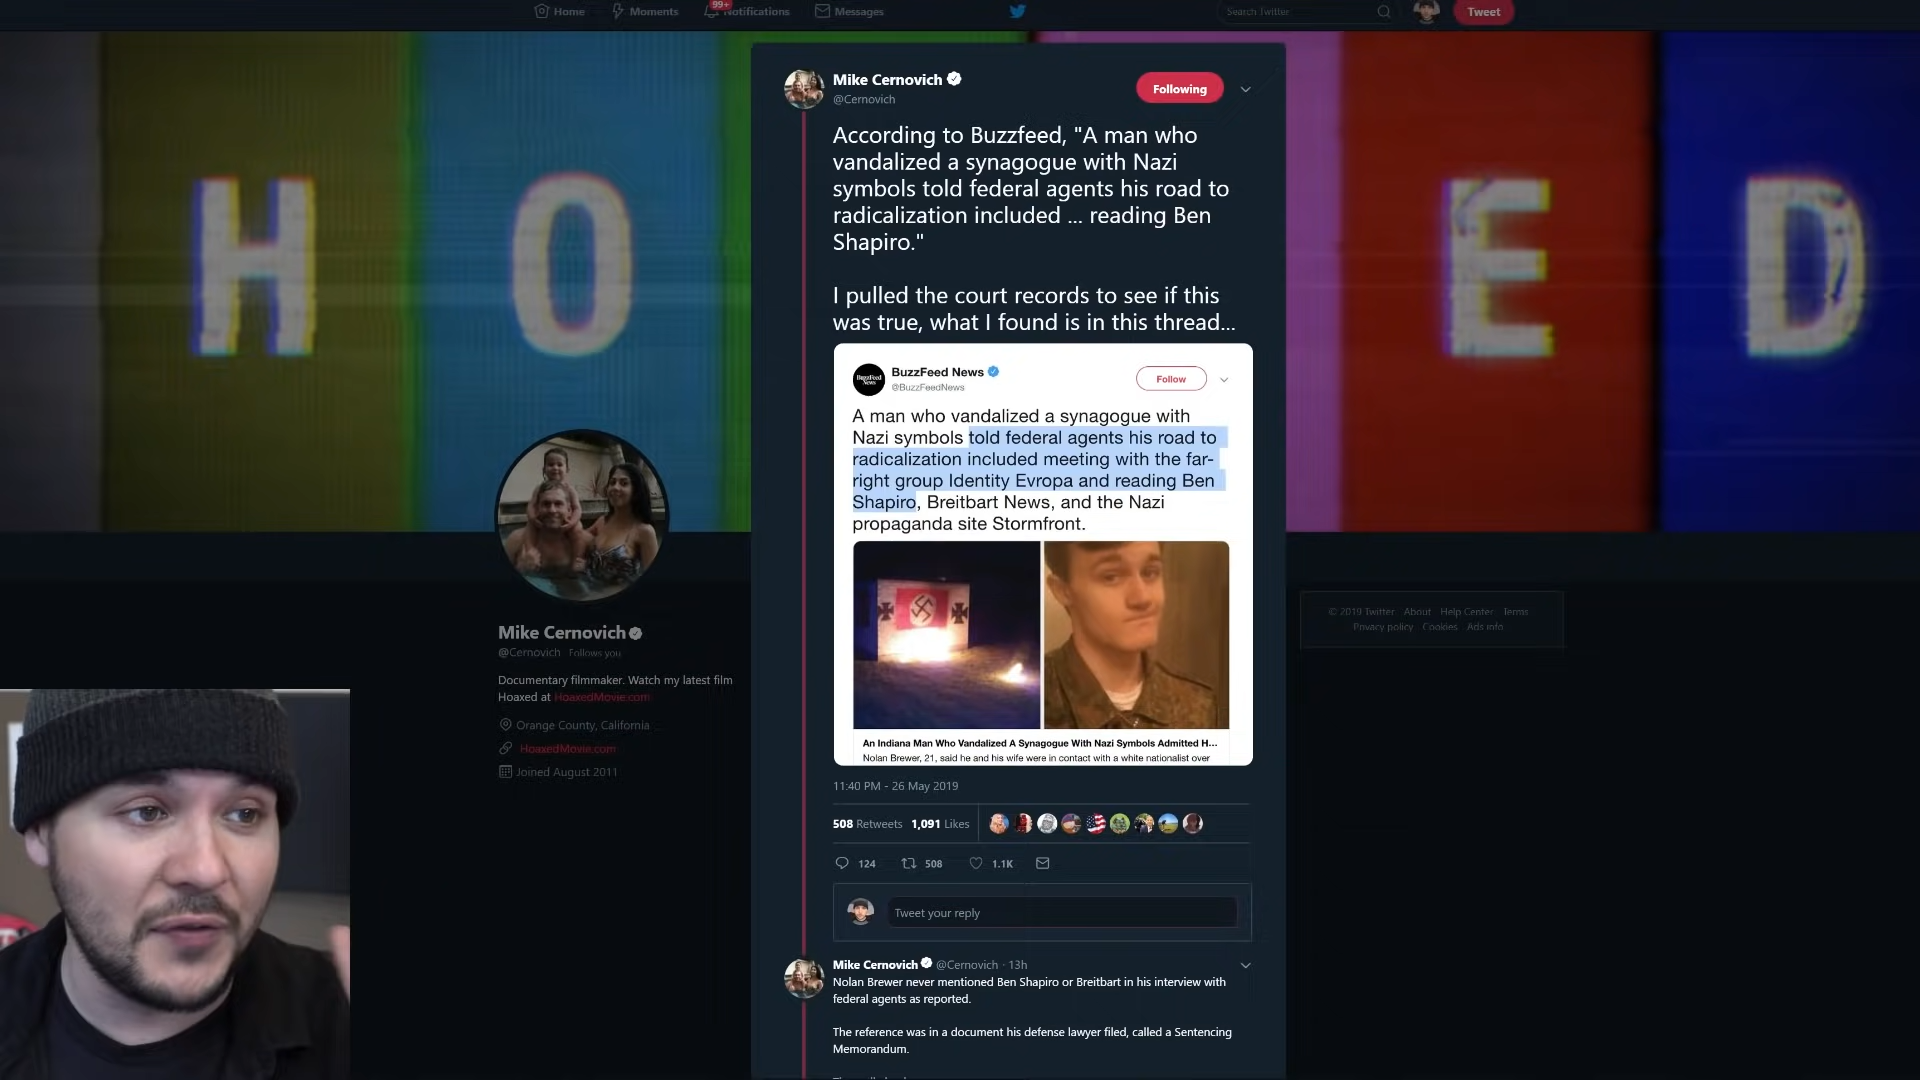 Home
Moments
99+
Notifications
Messages
Search Twitter
Tweet
H O E D
Mike Cernovich
@Cernovich
Following
According to Buzzfeed, "A man who
vandalized a synagogue with Nazi
symbols told federal agents his road to
radicalization included ... reading Ben
Shapiro."
I pulled the court records to see if this
was true, what I found is in this thread...
BuzzFeed News
BuzzFeed News
@BuzzFeedNews
Follow
A man who vandalized a synagogue with
Nazi symbols told federal agents his road to
radicalization included meeting with the far-
right group Identity Evropa and reading Ben
Shapiro, Breitbart News, and the Nazi
propaganda site Stormfront.
An Indiana Man Who Vandalized A Synagogue With Nazi Symbols Admitted H...
Nolan Brewer, 21, said he and his wife were in contact with a white nationalist over
11:40 PM - 26 May 2019
508 Retweets 1,091 Likes
124 508 1.1K
Tweet your reply
Mike Cernovich @Cernovich · 13h
Nolan Brewer never mentioned Ben Shapiro or Breitbart in his interview with
federal agents as reported.
The reference was in a document his defense lawyer filed, called a Sentencing
Memorandum.
Mike Cernovich
@Cernovich Follows you
Documentary filmmaker. Watch my latest film
Hoaxed at HoaxedMovie.com
Orange County, California
HoaxedMovie.com
Joined August 2011
© 2019 Twitter About Help Center Terms
Privacy policy Cookies Ads info